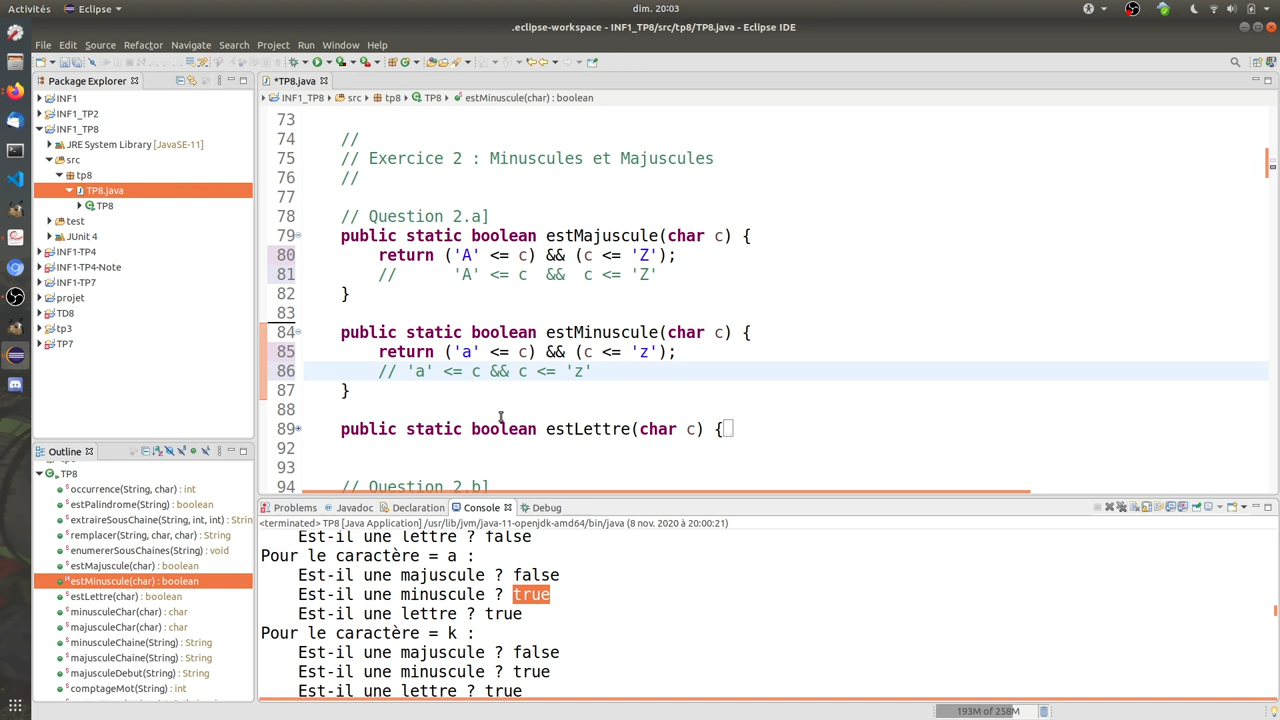 Activités
Eclipse
dim. 20:03
.eclipse-workspace - INF1_TP8/src/tp8/TP8.java - Eclipse IDE
File Edit Source Refactor Navigate Search Project Run Window Help
Package Explorer
INF1
INF1_TP2
INF1_TP8
JRE System Library [JavaSE-11]
src
tp8
TP8.java
TP8
test
JUnit 4
INF1-TP4
INF1-TP4-Note
INF1-TP7
projet
TD8
tp3
TP7
Outline
TP8
occurrence(String, char) : int
estPalindrome(String) : boolean
extraireSousChaine(String, int, int) : Strin
remplacer(String, char, char) : String
enumererSousChaines(String) : void
estMajuscule(char) : boolean
estMinuscule(char) : boolean
estLettre(char) : boolean
minusculeChar(char) : char
majusculeChar(char) : char
minusculeChaine(String) : String
majusculeChaine(String) : String
majusculeDebut(String) : String
comptageMot(String) : int
*TP8.java
INF1_TP8 src tp8 TP8 estMinuscule(char) : boolean
73
74 //
75 // Exercice 2 : Minuscules et Majuscules
76 //
77
78 // Question 2.a]
79 public static boolean estMajuscule(char c) {
80 return ('A' <= c) && (c <= 'Z');
81 // 'A' <= c && c <= 'Z'
82 }
83
84 public static boolean estMinuscule(char c) {
85 return ('a' <= c) && (c <= 'z');
86 // 'a' <= c && c <= 'z'
87 }
88
89 public static boolean estLettre(char c) {
92
93
94 // Question 2.b]
Problems Javadoc Declaration Console Debug
<terminated> TP8 [Java Application] /usr/lib/jvm/java-11-openjdk-amd64/bin/java (8 nov. 2020 à 20:00:21)
Est-il une lettre ? false
Pour le caractère = a :
Est-il une majuscule ? false
Est-il une minuscule ? true
Est-il une lettre ? true
Pour le caractère = k :
Est-il une majuscule ? false
Est-il une minuscule ? true
Est-il une lettre ? true
193M of 258M